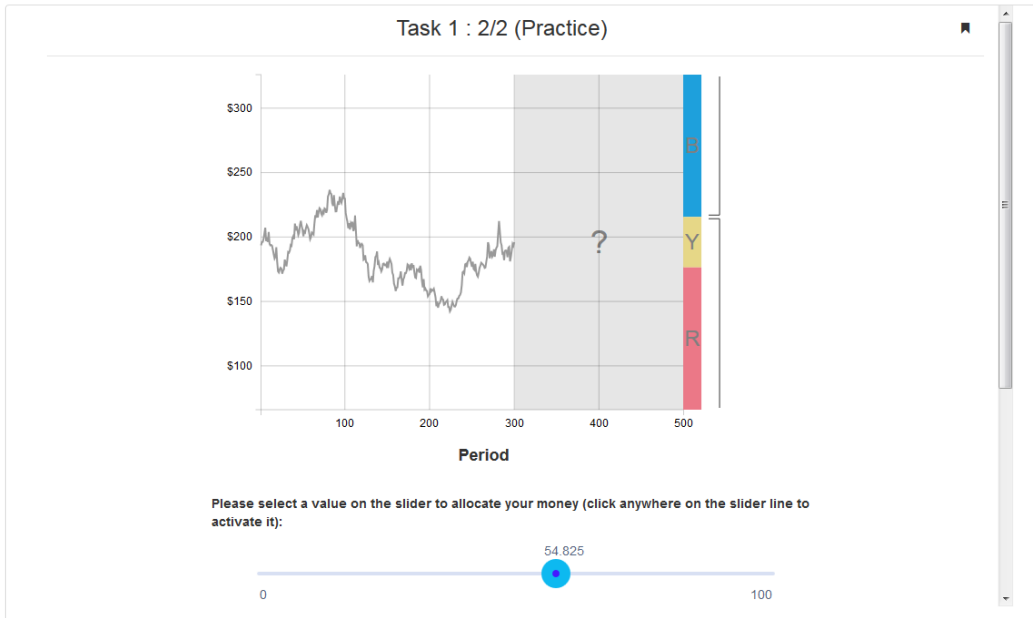 Task 1 : 2/2 (Practice)
$300
$250
$200
$150
$100
?
B
Y
R
100
200
300
400
500
Period
Please select a value on the slider to allocate your money (click anywhere on the slider line to
activate it):
54.825
0
100